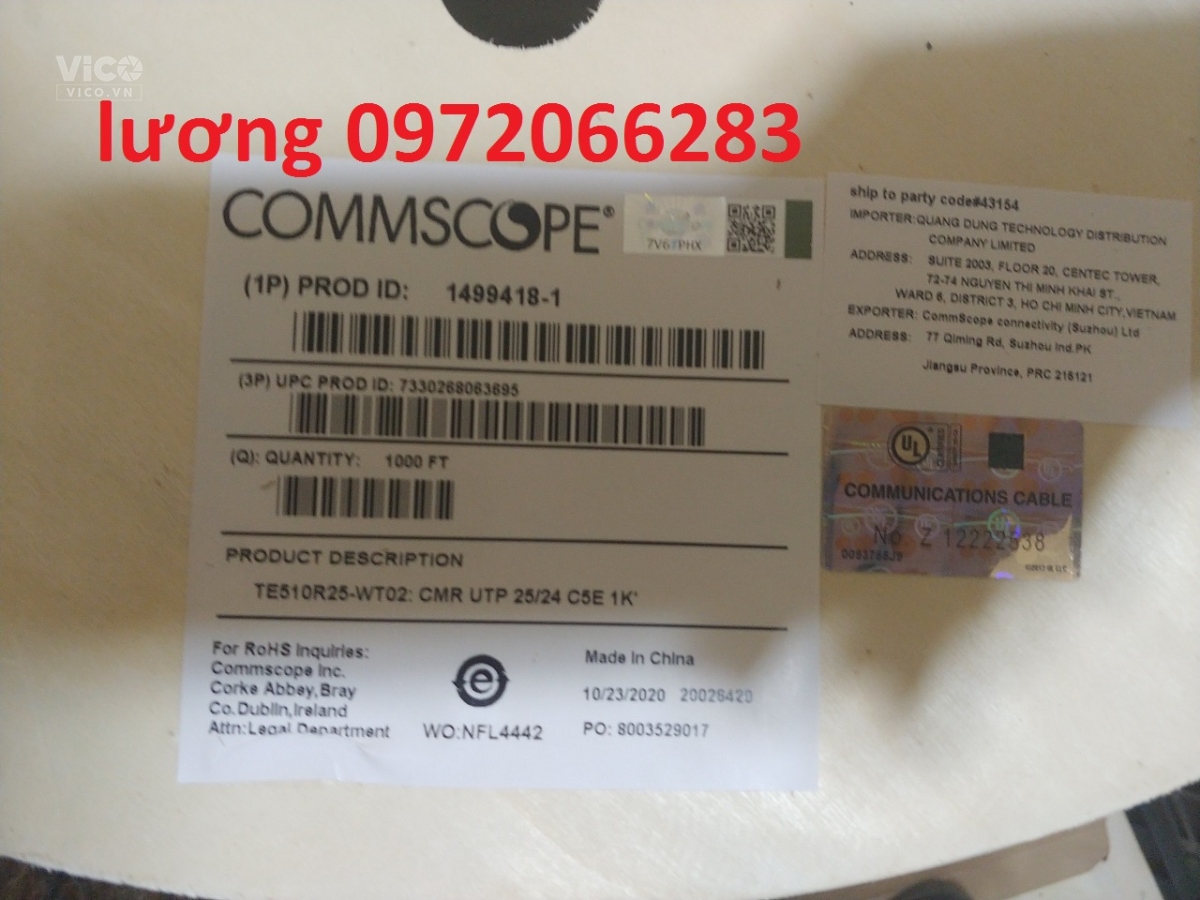 ViCO
VICO.VN
lương 0972066283
COMMSCOPE®
7V67PHX
(1P) PROD ID: 1499418-1
(3P) UPC PROD ID: 7330268063695
(Q): QUANTITY: 1000 FT
PRODUCT DESCRIPTION
TE510R25-WT02: CMR UTP 25/24 C5E 1K'
For RoHS Inquiries:
Commscope Inc.
Corke Abbey,Bray
Co.Dublin,Ireland
Attn:Legal Department
e
WO:NFL4442
Made in China
10/23/2020 20026420
PO: 8003529017
ship to party code#43154
IMPORTER:QUANG DUNG TECHNOLOGY DISTRIBUTION
COMPANY LIMITED
ADDRESS: SUITE 2003, FLOOR 20, CENTEC TOWER,
72-74 NGUYEN THI MINH KHAI ST.,
WARD 6, DISTRICT 3, HO CHI MINH CITY,VIETNAM
EXPORTER: CommScope connectivity (Suzhou) Ltd
ADDRESS: 77 Qiming Rd, Suzhou Ind.PK
Jiangsu Province, PRC 215121
UL
COMMUNICATIONS CABLE
No. Z 12222538